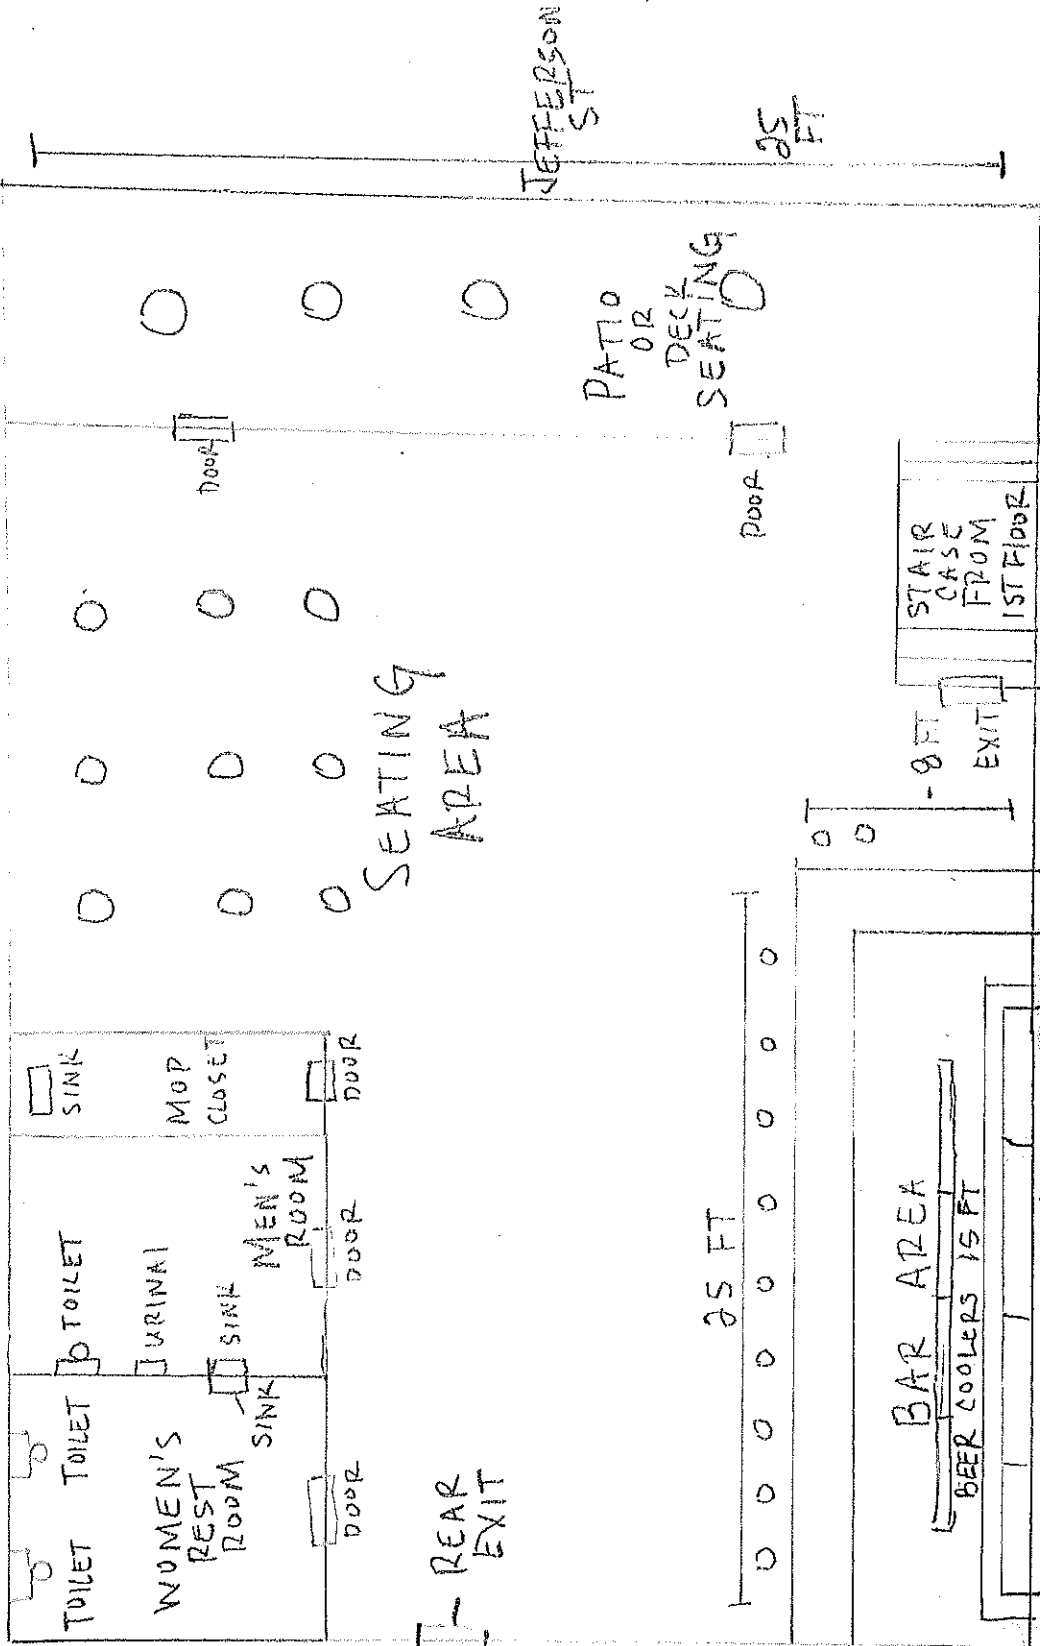 TOILET
TOILET
WOMEN'S
REST
ROOM
SINK
DOOR
TOILET
URINAL
SINK
MEN'S
ROOM
DOOR
SINK
MOP
CLOSET
DOOR
- REAR
EXIT
SEATING
AREA
DOOR
DOOR
PATIO
OR
DECK
SEATING
JEFFERSON
ST
25
FT
25 FT
BAR AREA
BEER COOLERS 15 FT
- 8 FT
EXIT
STAIR
CASE
FROM
1ST FLOOR